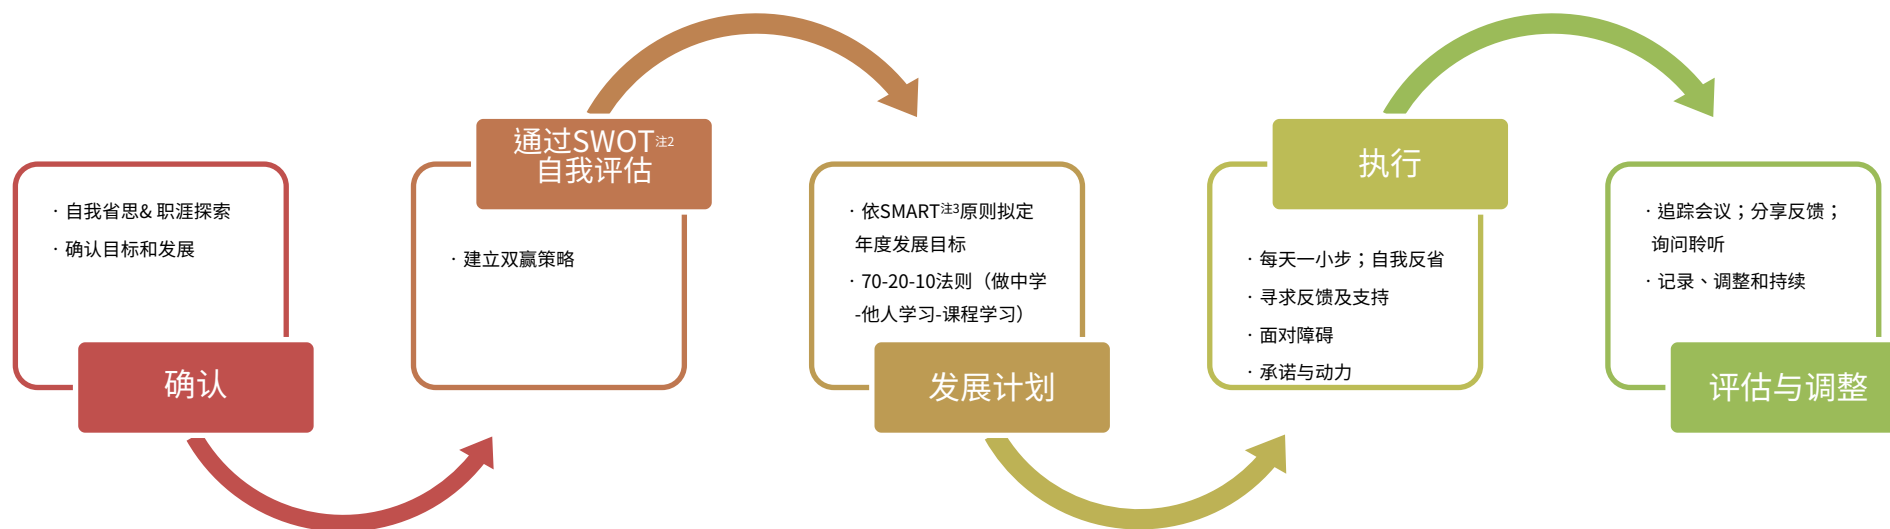 · 自我省思& 职涯探索
· 确认目标和发展
确认
通过SWOT注2
自我评估
· 建立双赢策略
· 依SMART注3原则拟定
年度发展目标
· 70-20-10法则（做中学
-他人学习-课程学习）
发展计划
执行
· 每天一小步；自我反省
· 寻求反馈及支持
· 面对障碍
· 承诺与动力
· 追踪会议；分享反馈；
询问聆听
· 记录、调整和持续
评估与调整